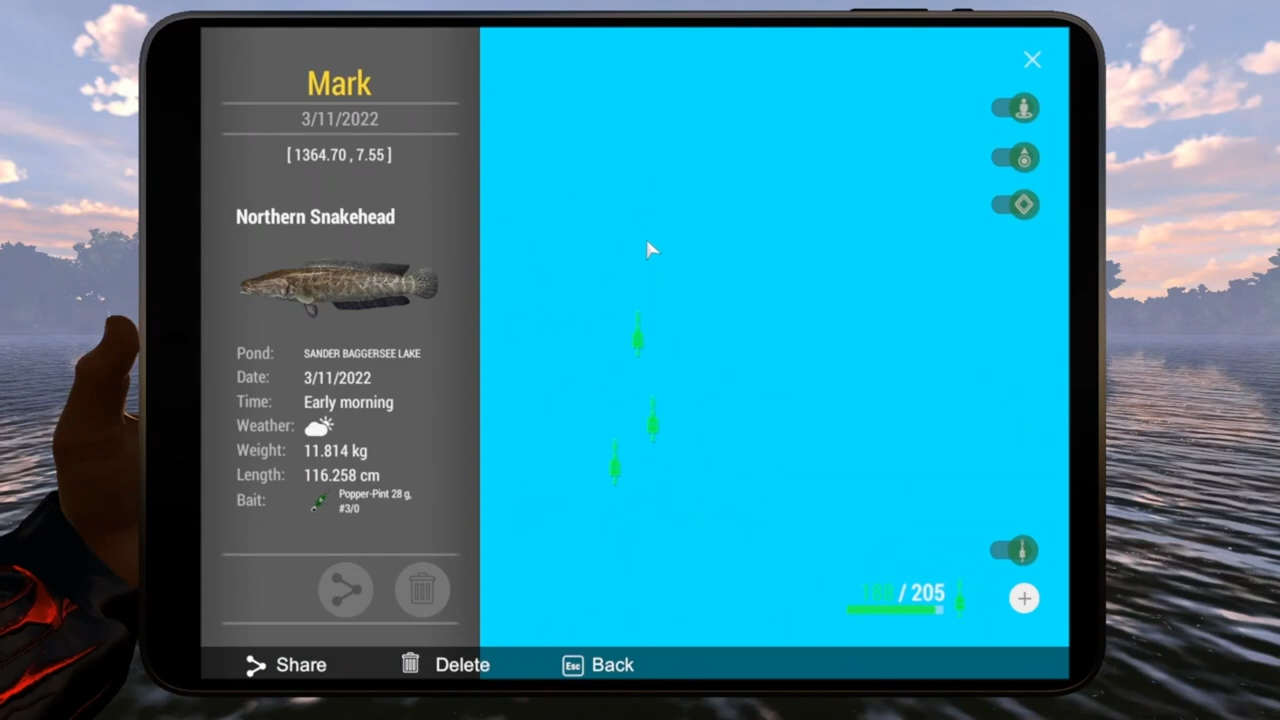 Mark
3/11/2022
[ 1364.70 , 7.55 ]
Northern Snakehead
Pond: SANDER BAGGERSEE LAKE
Date: 3/11/2022
Time: Early morning
Weather:
Weight: 11.814 kg
Length: 116.258 cm
Bait: Popper-Pint 28 g,
#3/0
/ 205
Share Delete Esc Back